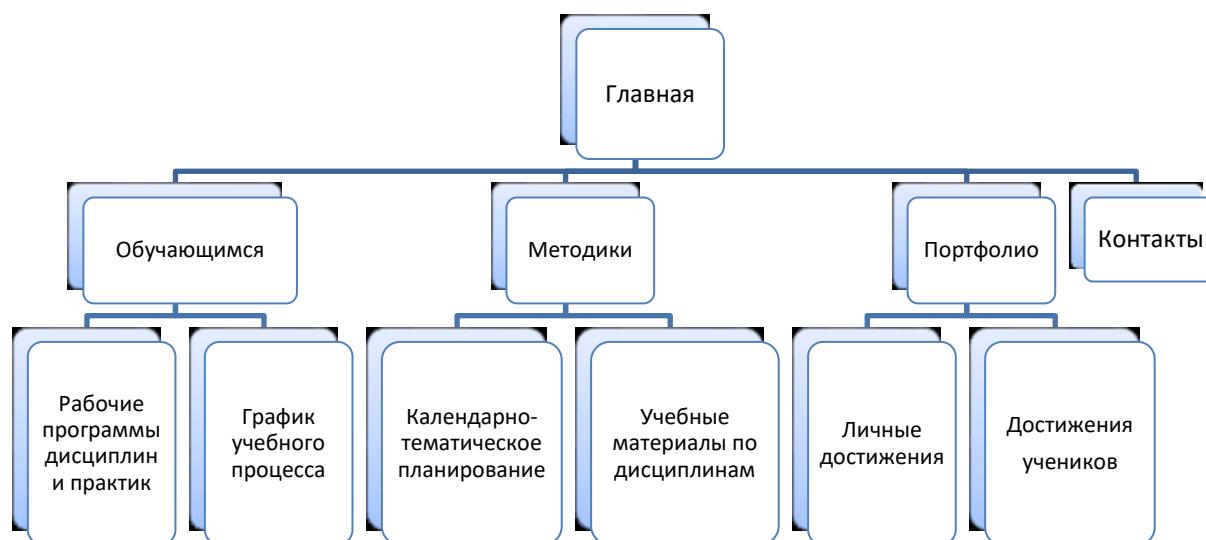 Главная
Обучающимся
Методики
Портфолио
Контакты
Рабочие
программы
дисциплин
и практик
График
учебного
процесса
Календарно-
тематическое
планирование
Учебные
материалы по
дисциплинам
Личные
достижения
Достижения
учеников